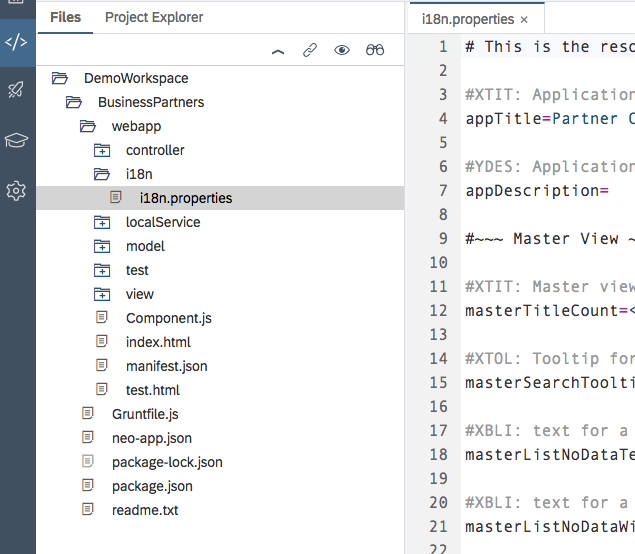 Files
Project Explorer
DemoWorkspace
BusinessPartners
webapp
controller
i18n
i18n.properties
localService
model
test
view
Component.js
index.html
manifest.json
test.html
Gruntfile.js
neo-app.json
package-lock.json
package.json
readme.txt
i18n.properties ×
1 # This is the reso
2
3 #XTIT: Application
4 appTitle=Partner C
5
6 #YDES: Application
7 appDescription=
8
9 #~~~ Master View ~
10
11 #XTIT: Master view
12 masterTitleCount=<
13
14 #XTOL: Tooltip for
15 masterSearchToolti
16
17 #XBLI: text for a
18 masterListNoDataTe
19
20 #XBLI: text for a
21 masterListNoDataWi
22